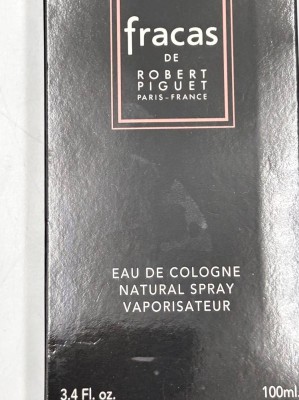 fracas
DE
ROBERT
PIGUET
PARIS-FRANCE
EAU DE COLOGNE
NATURAL SPRAY
VAPORISATEUR
3.4 Fl. oz.
100ml.